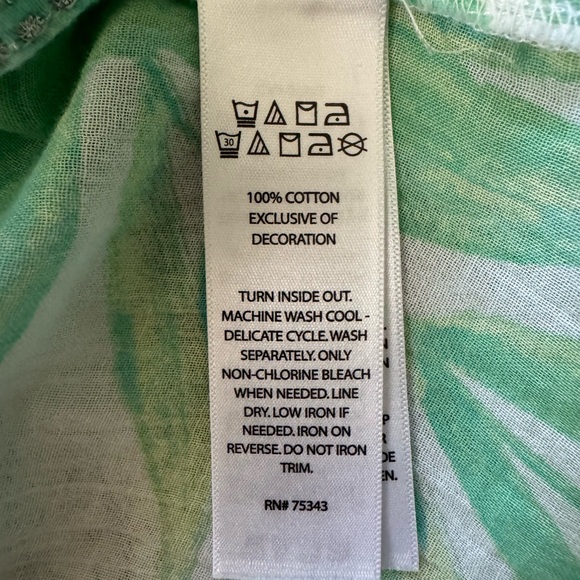 30
100% COTTON
EXCLUSIVE OF
DECORATION
TURN INSIDE OUT.
MACHINE WASH COOL -
DELICATE CYCLE. WASH
SEPARATELY. ONLY
NON-CHLORINE BLEACH
WHEN NEEDED. LINE
DRY. LOW IRON IF
NEEDED. IRON ON
REVERSE. DO NOT IRON
TRIM.
RN# 75343